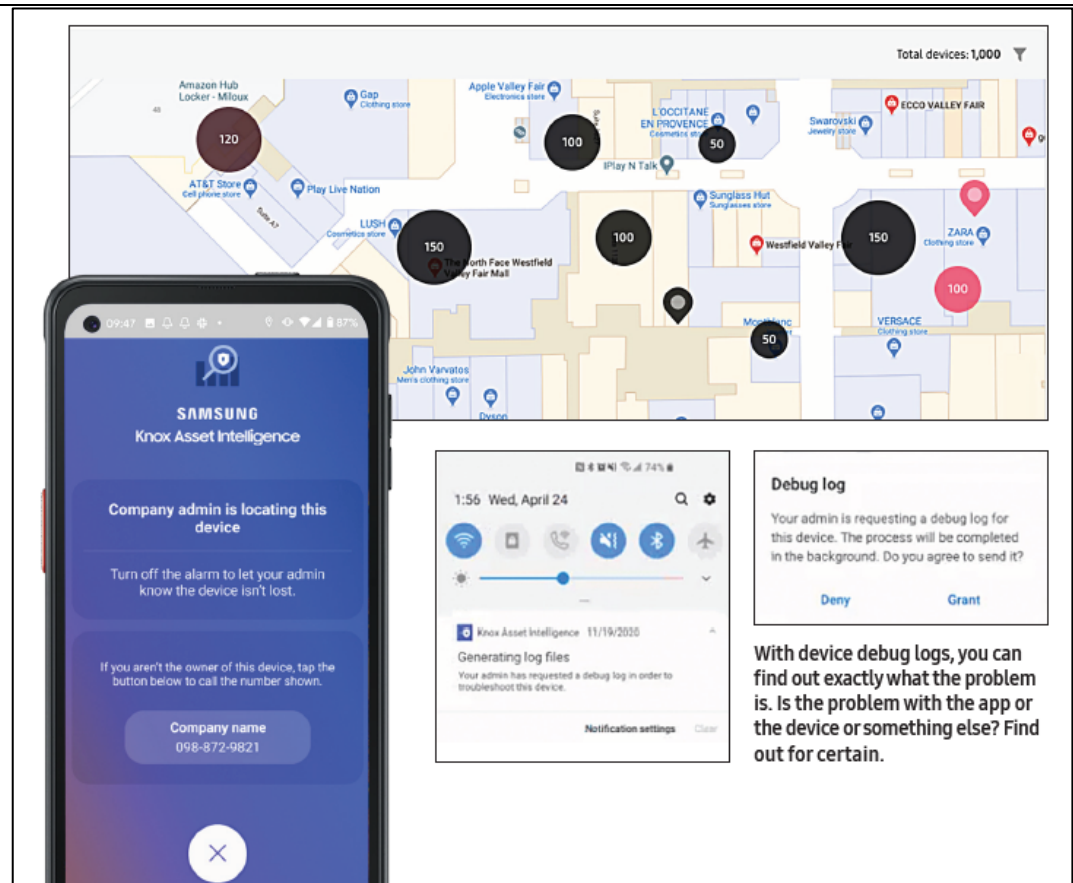 Total devices: 1,000
Amazon Hub
Locker - Miloux
Gap
Clothing store
Apple Valley Fair
Electronics store
L'OCCITANE
EN PROVENCE
Cosmetics store
Swarovski
Jewelry store
ECCO VALLEY FAIR
120
100
50
IPlay N Talk
AT&T Store
Cell phone store
Play Live Nation
Suite A7
Sunglass Hut
Sunglasses store
LUSH
Cosmetics store
150
100
150
Westfield Valley Fair
ZARA
Clothing store
The North Face Westfield
Valley Fair Mall
100
Montblanc
50
VERSACE
Clothing store
John Varvatos
Men's clothing store
Dyson
09:47
87%
SAMSUNG
Knox Asset Intelligence
Company admin is locating this
device
Turn off the alarm to let your admin
know the device isn't lost.
If you aren't the owner of this device, tap the
button below to call the number shown.
Company name
098-872-9821
74%
1:56 Wed, April 24
Knox Asset Intelligence 11/19/2020
Generating log files
Your admin has requested a debug log in order to
troubleshoot this device.
Notification settings
Clear
Debug log
Your admin is requesting a debug log for
this device. The process will be completed
in the background. Do you agree to send it?
Deny
Grant
With device debug logs, you can
find out exactly what the problem
is. Is the problem with the app or
the device or something else? Find
out for certain.